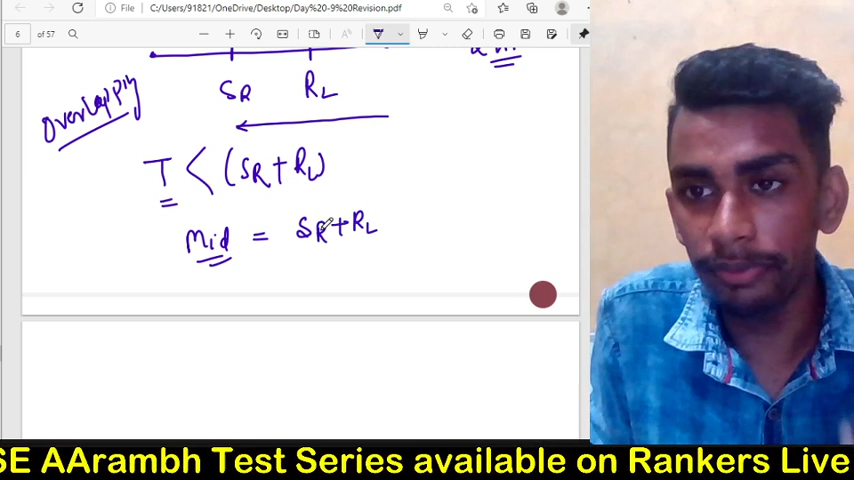 File C:/Users/91821/OneDrive/Desktop/Day%20-9%20Revision.pdf
6 of 57
SR RL
Overlapping
T < (SR+RL)
Mid = SR+RL
SE AArambh Test Series available on Rankers Live